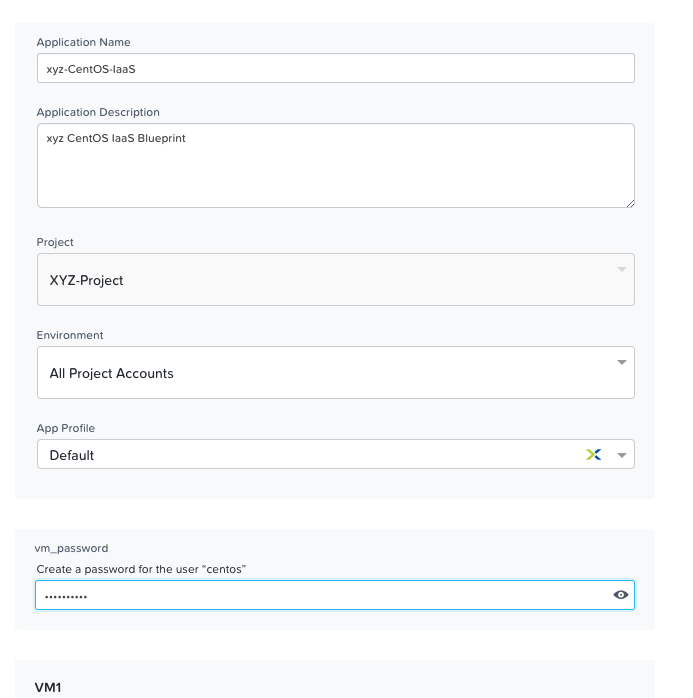 Application Name
xyz-CentOS-IaaS
Application Description
xyz CentOS IaaS Blueprint
Project
XYZ-Project
Environment
All Project Accounts
App Profile
Default
vm_password
Create a password for the user “centos”
••••••••••
VM1